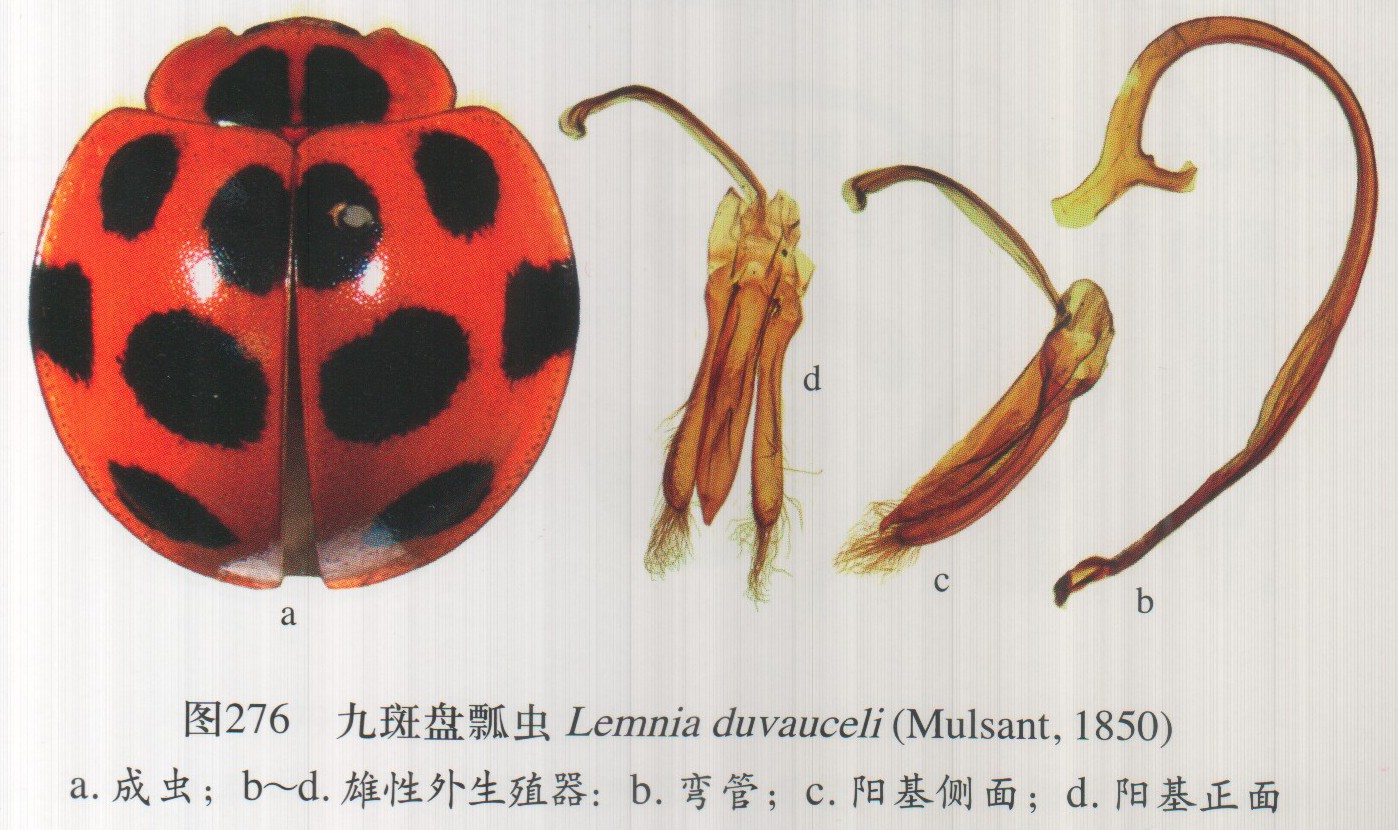 d
c
b
a
图276 九斑盘瓢虫 Lemnia duvauceli (Mulsant, 1850)
a. 成虫；b~d. 雄性外生殖器：b. 弯管；c. 阳基侧面；d. 阳基正面